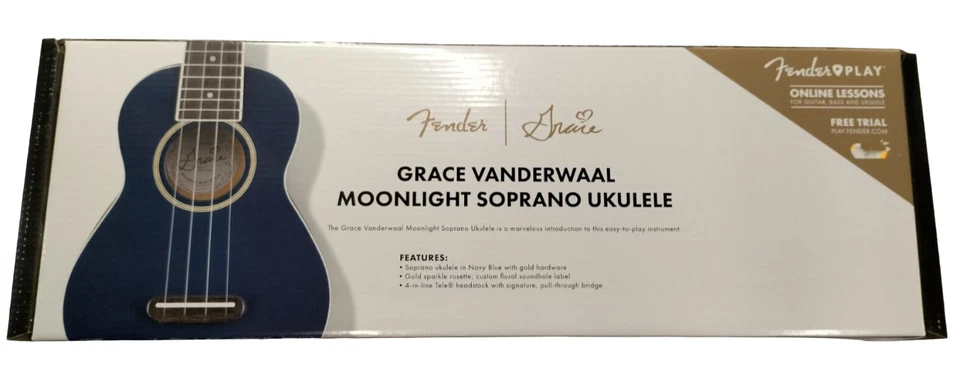 Fender PLAY
ONLINE LESSONS
FOR GUITAR, BASS AND UKULELE
FREE TRIAL
PLAY.FENDER.COM
Fender | Grace
Grace
GRACE VANDERWAAL
MOONLIGHT SOPRANO UKULELE
The Grace Vanderwaal Moonlight Soprano Ukulele is a marvelous introduction to this easy-to-play instrument.
FEATURES:
• Soprano ukulele in Navy Blue with gold hardware
• Gold sparkle rosette; custom floral soundhole label
• 4-in-line Tele® headstock with signature, pull-through bridge